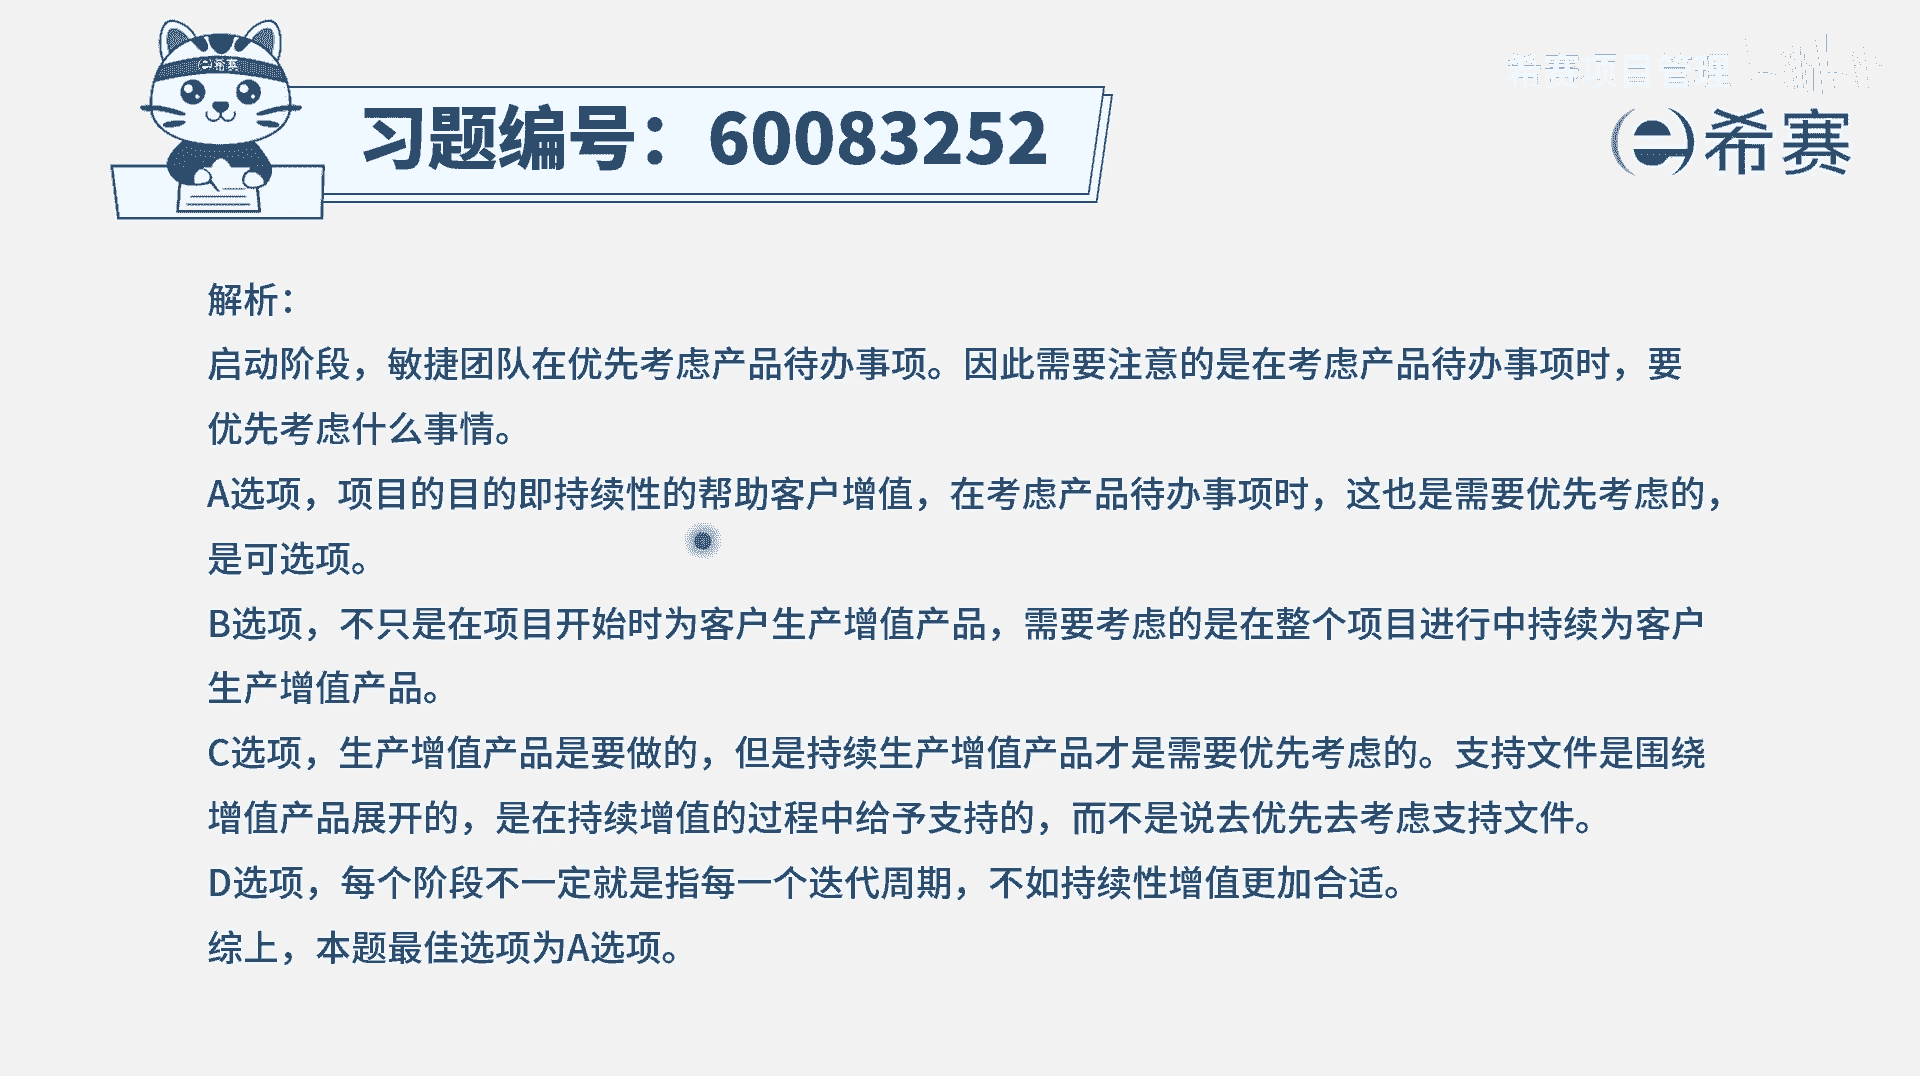 e希赛
希赛项目管理
习题编号：60083252
e希赛
解析：
启动阶段，敏捷团队在优先考虑产品待办事项。因此需要注意的是在考虑产品待办事项时，要
优先考虑什么事情。
A选项，项目的目的即持续性的帮助客户增值，在考虑产品待办事项时，这也是需要优先考虑的，
是可选项。
B选项，不只是在项目开始时为客户生产增值产品，需要考虑的是在整个项目进行中持续为客户
生产增值产品。
C选项，生产增值产品是要做的，但是持续生产增值产品才是需要优先考虑的。支持文件是围绕
增值产品展开的，是在持续增值的过程中给予支持的，而不是说去优先去考虑支持文件。
D选项，每个阶段不一定就是指每一个迭代周期，不如持续性增值更加合适。
综上，本题最佳选项为A选项。